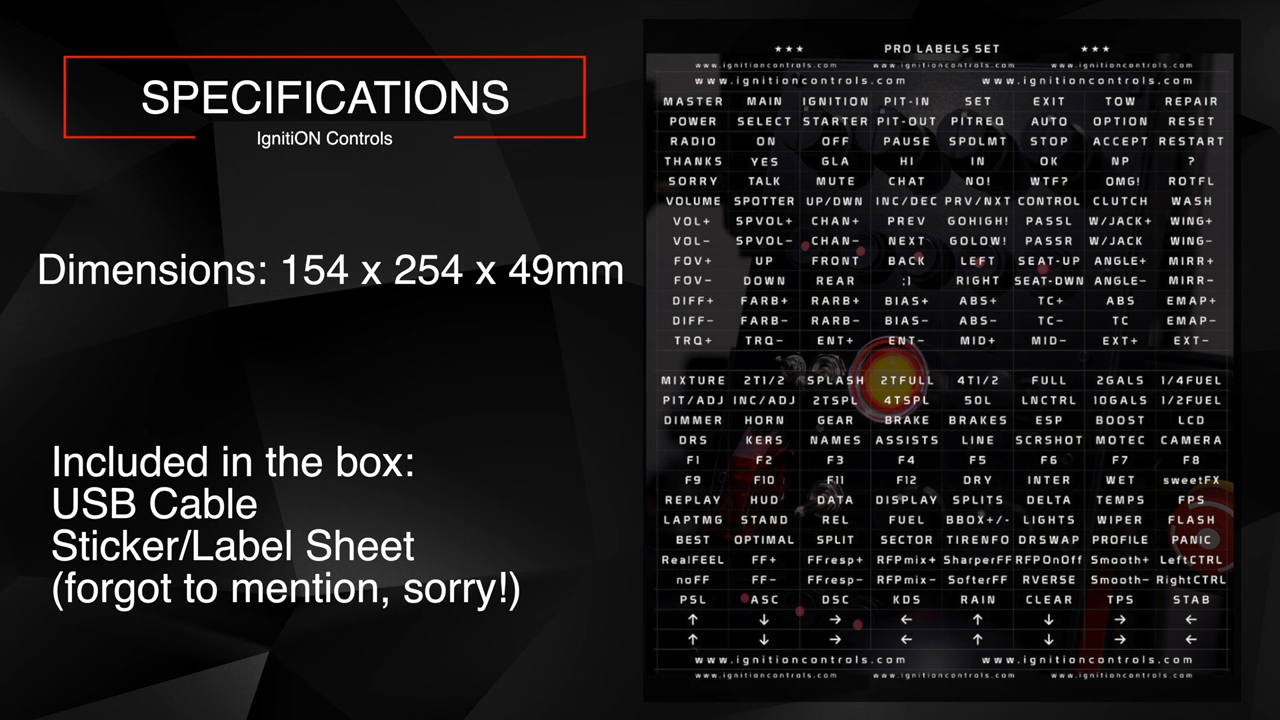 SPECIFICATIONS
IgnitiON Controls
Dimensions: 154 x 254 x 49mm
Included in the box:
USB Cable
Sticker/Label Sheet
(forgot to mention, sorry!)
★★★ PRO LABELS SET ★★★
www.ignitioncontrols.com www.ignitioncontrols.com www.ignitioncontrols.com
www.ignitioncontrols.com www.ignitioncontrols.com
MASTER MAIN IGNITION PIT-IN SET EXIT TOW REPAIR
POWER SELECT STARTER PIT-OUT PITREQ AUTO OPTION RESET
RADIO ON OFF PAUSE SPDLMT STOP ACCEPT RESTART
THANKS YES GLA HI IN OK NP ?
SORRY TALK MUTE CHAT NO! WTF? OMG! ROTFL
VOLUME SPOTTER UP/DWN INC/DEC PRV/NXT CONTROL CLUTCH WASH
VOL+ SPVOL+ CHAN+ PREV GOHIGH! PASSL W/JACK+ WING+
VOL- SPVOL- CHAN- NEXT GOLOW! PASSR W/JACK WING-
FOV+ UP FRONT BACK LEFT SEAT-UP ANGLE+ MIRR+
FOV- DOWN REAR ;) RIGHT SEAT-DWN ANGLE- MIRR-
DIFF+ FARB+ RARB+ BIAS+ ABS+ TC+ ABS EMAP+
DIFF- FARB- RARB- BIAS- ABS- TC- TC EMAP-
TRQ+ TRQ- ENT+ ENT- MID+ MID- EXT+ EXT-
MIXTURE 2T1/2 SPLASH 2TFULL 4T1/2 FULL 2GALS 1/4FUEL
PIT/ADJ INC/ADJ 2TSPL 4TSPL SOL LNCTRL 10GALS 1/2FUEL
DIMMER HORN GEAR BRAKE BRAKES ESP BOOST LCD
DRS KERS NAMES ASSISTS LINE SCRSHOT MOTEC CAMERA
F1 F2 F3 F4 F5 F6 F7 F8
F9 F10 F11 F12 DRY INTER WET sweetFX
REPLAY HUD DATA DISPLAY SPLITS DELTA TEMPS FPS
LAPTMG STAND REL FUEL BBOX+/- LIGHTS WIPER FLASH
BEST OPTIMAL SPLIT SECTOR TIRENFO DRSWAP PROFILE PANIC
RealFEEL FF+ FFresp+ RFPmix+ SharperFF RFPOnOff Smooth+ LeftCTRL
noFF FF- FFresp- RFPmix- SofterFF RVERSE Smooth- RightCTRL
PSL ASC DSC KDS RAIN CLEAR TPS STAB
↑ ↓ → ← ↑ ↓ → ←
↑ ↓ → ← ↑ ↓ → ←
www.ignitioncontrols.com www.ignitioncontrols.com
www.ignitioncontrols.com www.ignitioncontrols.com www.ignitioncontrols.com